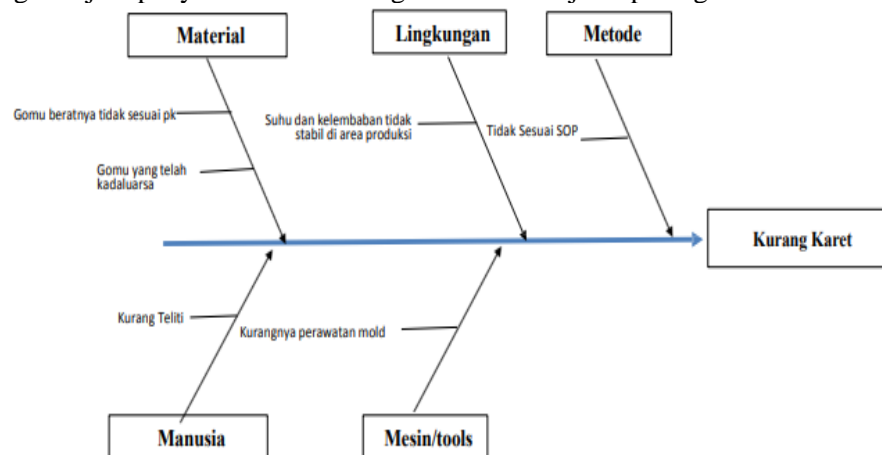 Material
Lingkungan
Metode
Gomu beratnya tidak sesuai pk
Suhu dan kelembaban tidak
stabil di area produksi
Tidak Sesuai SOP
Gomu yang telah
kadaluarsa
Kurang Karet
Kurang Teliti
Kurangnya perawatan mold
Manusia
Mesin/tools